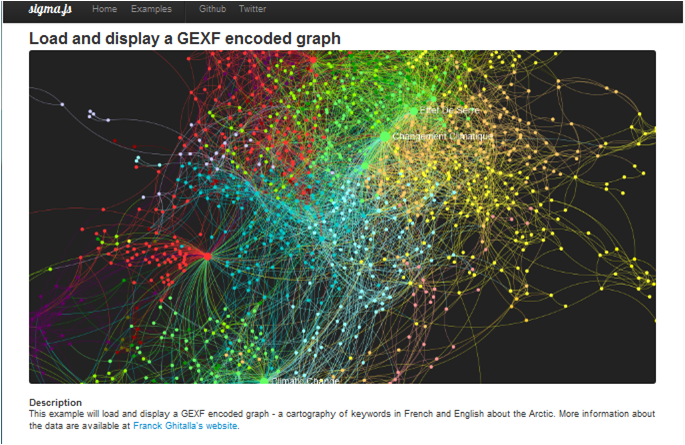 sigma.js Home Examples Github Twitter
Load and display a GEXF encoded graph
Effet De Serre
Changement Climatique
Climatic Change
Description
This example will load and display a GEXF encoded graph - a cartography of keywords in French and English about the Arctic. More information about
the data are available at Franck Ghitalla's website.